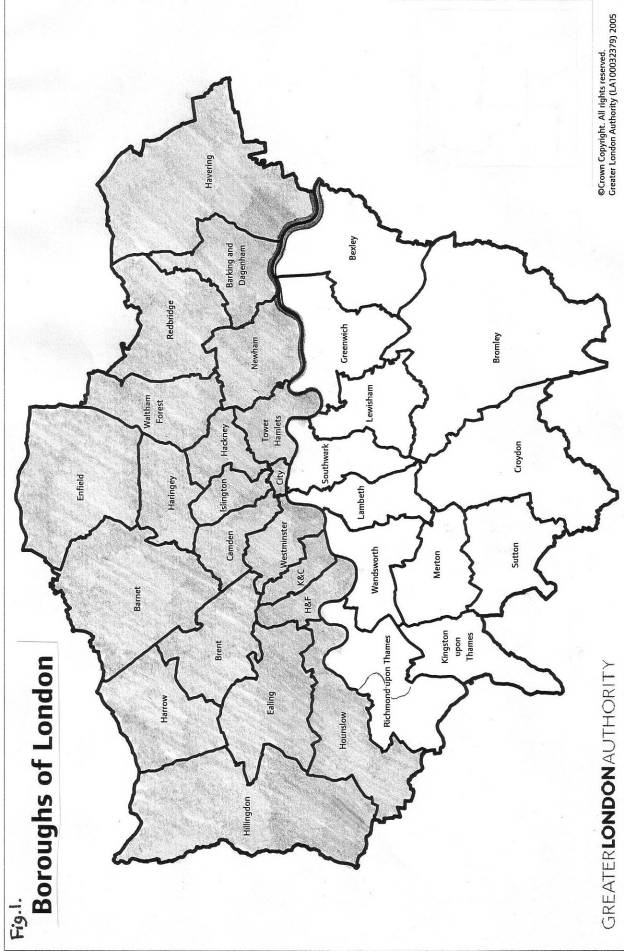 Fig.1.
Boroughs of London
Enfield
Barnet
Waltham
Forest
Harrow
Haringey
Redbridge
Havering
Brent
Islington
Hackney
Camden
Barking and
Dagenham
Hillingdon
Newham
Ealing
Tower
Hamlets
City
Westminster
K&C
H&F
Southwark
Hounslow
Greenwich
Bexley
Lambeth
Lewisham
Wandsworth
Richmond upon Thames
Merton
Kingston
upon
Thames
Bromley
Sutton
Croydon
GREATERLONDONAUTHORITY
©Crown Copyright. All rights reserved.
Greater London Authority (LA100032379) 2005